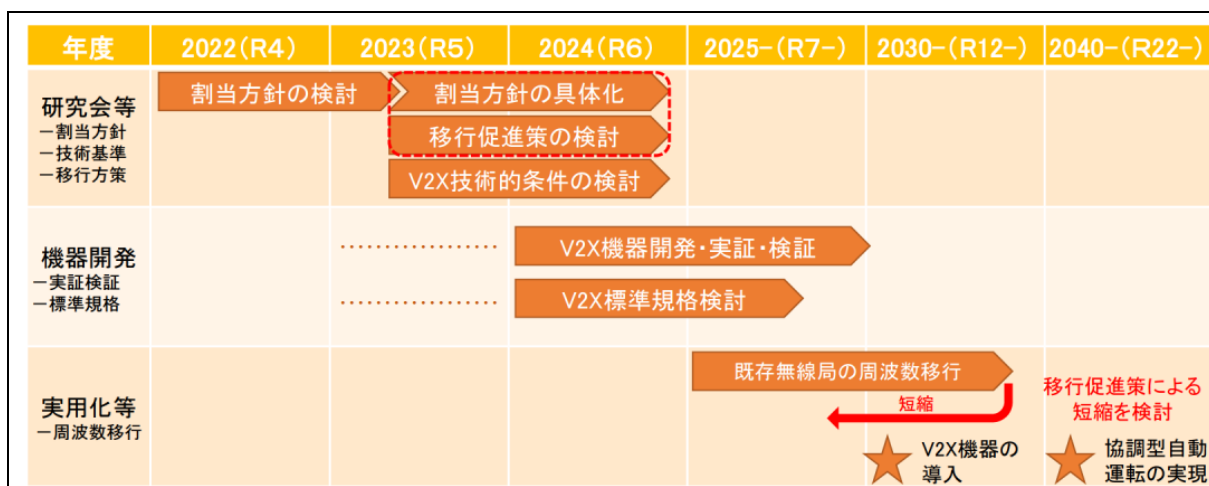 年度 2022(R4) 2023(R5) 2024(R6) 2025-(R7-) 2030-(R12-) 2040-(R22-)
研究会等
－割当方針
－技術基準
－移行方策
割当方針の検討
割当方針の具体化
移行促進策の検討
V2X技術的条件の検討
機器開発
－実証検証
－標準規格
V2X機器開発・実証・検証
V2X標準規格検討
実用化等
－周波数移行
既存無線局の周波数移行
短縮
移行促進策による
短縮を検討
V2X機器の
導入
協調型自動
運転の実現